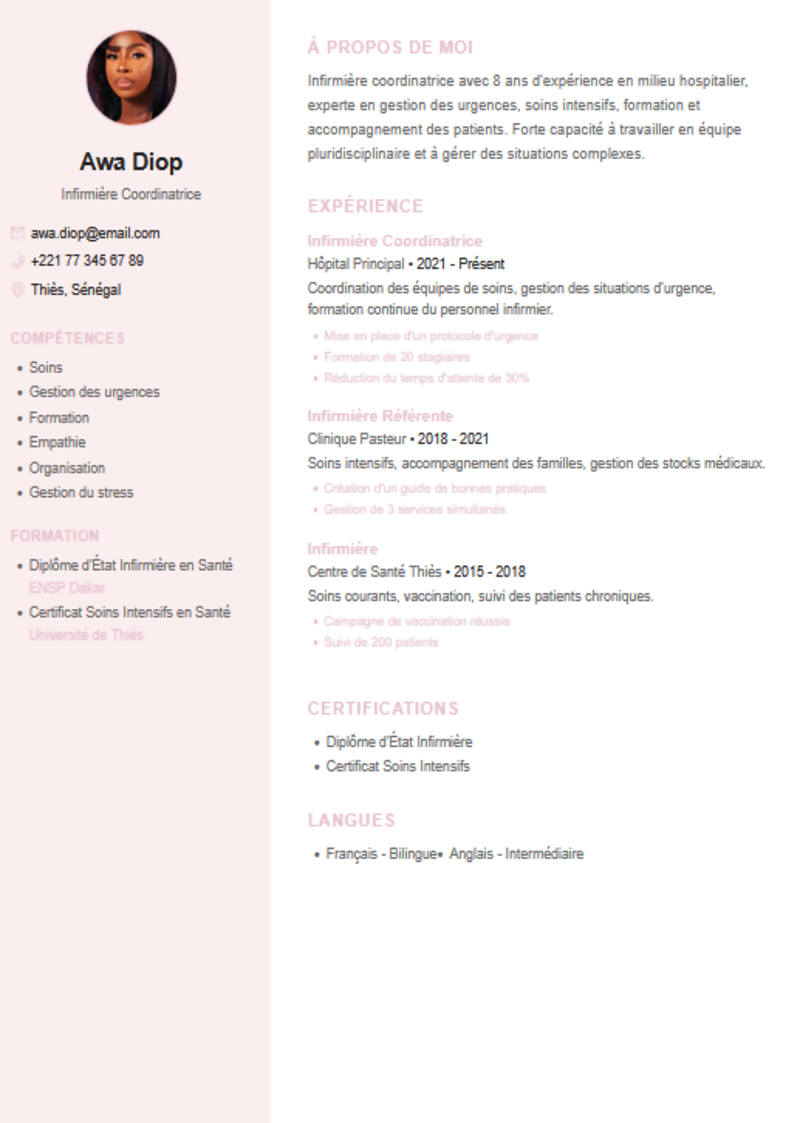 Awa Diop
Infirmière Coordinatrice
awa.diop@email.com
+221 77 345 67 89
Thiès, Sénégal
COMPÉTENCES
• Soins
• Gestion des urgences
• Formation
• Empathie
• Organisation
• Gestion du stress
FORMATION
• Diplôme d'État Infirmière en Santé
ENSP Dakar
• Certificat Soins Intensifs en Santé
Université de Thiès
À PROPOS DE MOI
Infirmière coordinatrice avec 8 ans d'expérience en milieu hospitalier,
experte en gestion des urgences, soins intensifs, formation et
accompagnement des patients. Forte capacité à travailler en équipe
pluridisciplinaire et à gérer des situations complexes.
EXPÉRIENCE
Infirmière Coordinatrice
Hôpital Principal • 2021 - Présent
Coordination des équipes de soins, gestion des situations d'urgence,
formation continue du personnel infirmier.
• Mise en place d'un protocole d'urgence
• Formation de 20 stagiaires
• Réduction du temps d'attente de 30%
Infirmière Référente
Clinique Pasteur • 2018 - 2021
Soins intensifs, accompagnement des familles, gestion des stocks médicaux.
• Création d'un guide de bonnes pratiques
• Gestion de 3 services simultanés
Infirmière
Centre de Santé Thiès • 2015 - 2018
Soins courants, vaccination, suivi des patients chroniques.
• Campagne de vaccination réussie
• Suivi de 200 patients
CERTIFICATIONS
• Diplôme d'État Infirmière
• Certificat Soins Intensifs
LANGUES
• Français - Bilingue• Anglais - Intermédiaire